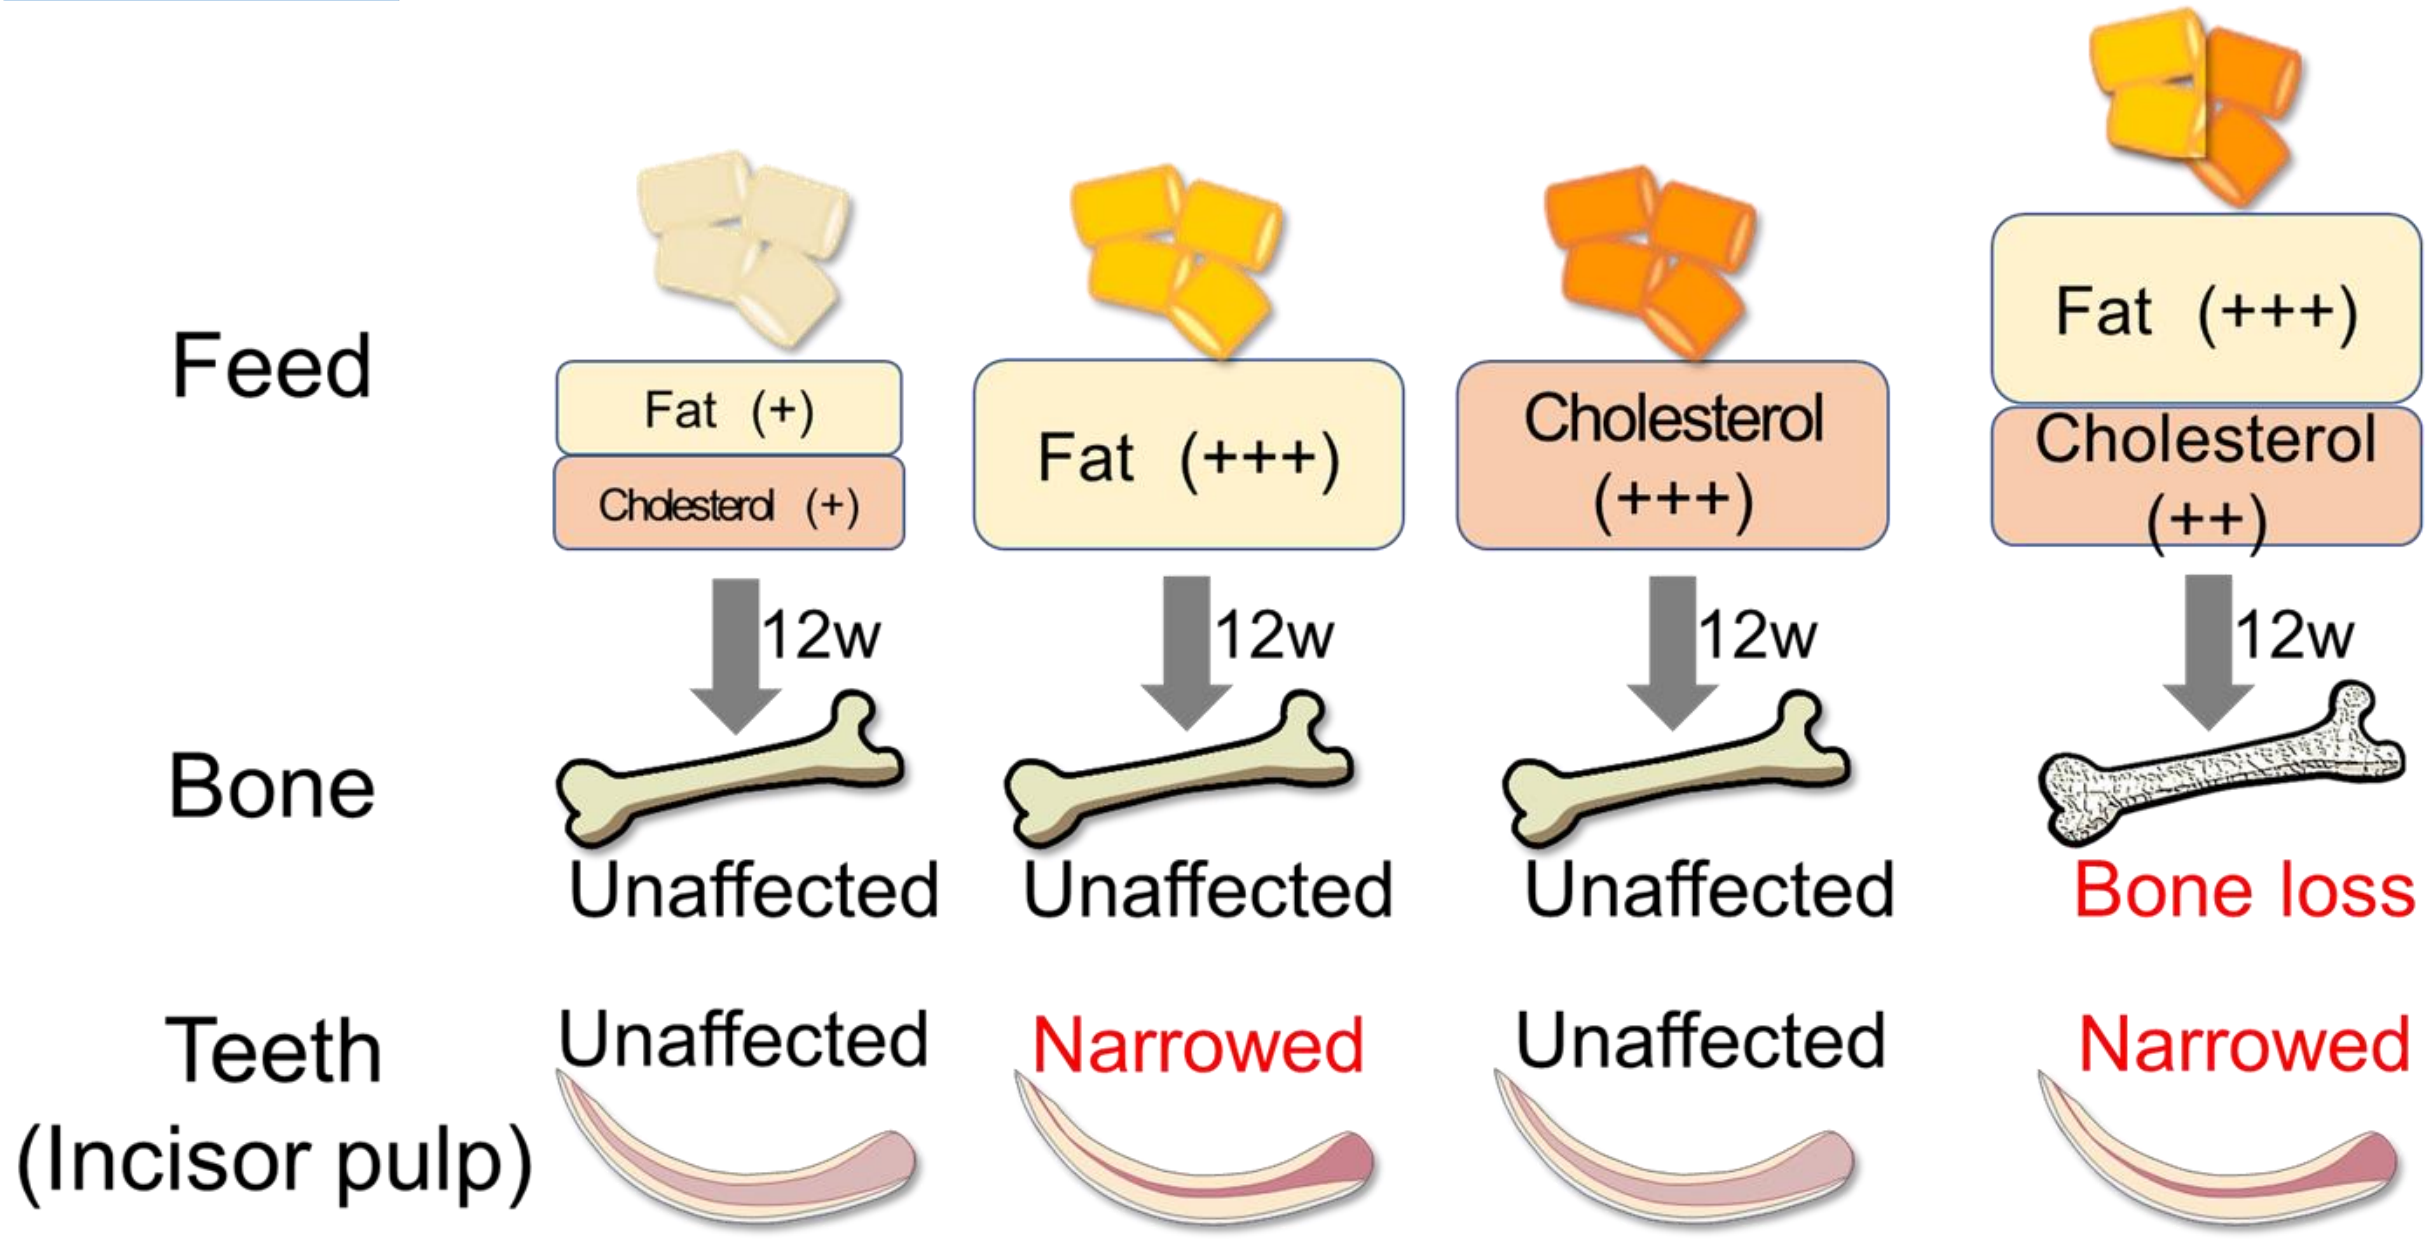 Feed
Fat (+)
Cholesterol (+)
Fat (+++)
Cholesterol
(+++)
Fat (+++)
Cholesterol
(++)
12w
12w
12w
12w
Bone
Unaffected
Unaffected
Unaffected
Bone loss
Teeth
(Incisor pulp)
Unaffected
Narrowed
Unaffected
Narrowed